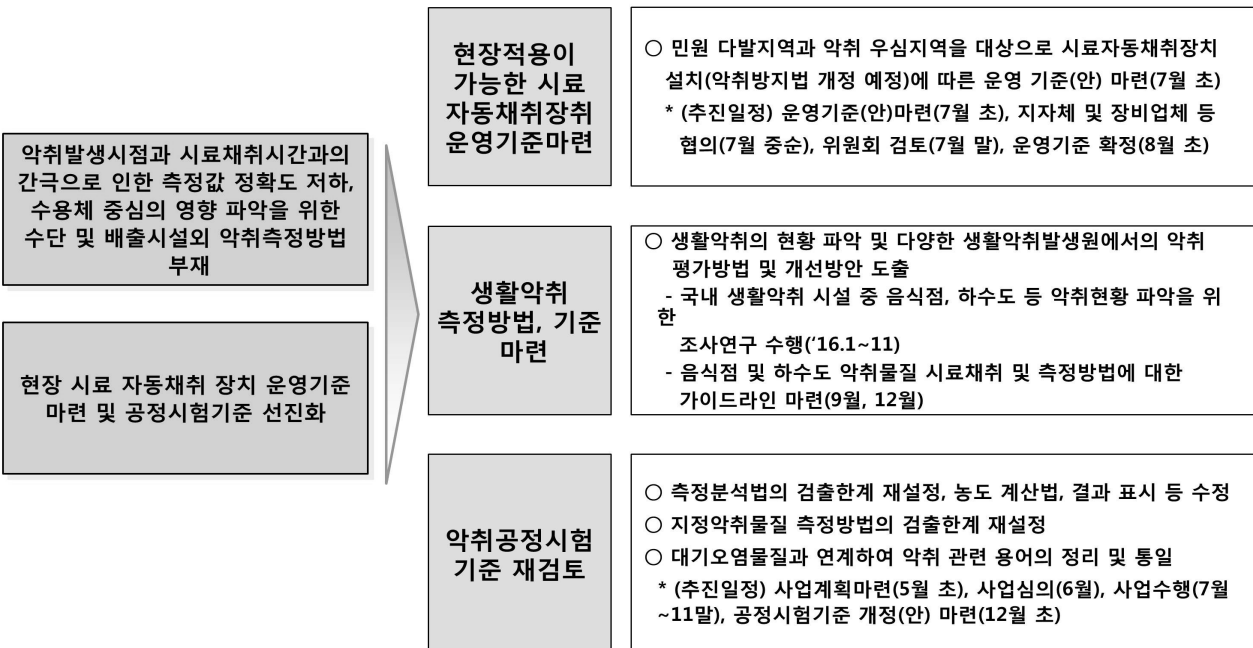 악취발생시점과 시료채취시간과의
간극으로 인한 측정값 정확도 저하,
수용체 중심의 영향 파악을 위한
수단 및 배출시설외 악취측정방법
부재
현장 시료 자동채취 장치 운영기준
마련 및 공정시험기준 선진화
현장적용이
가능한 시료
자동채취장취
운영기준마련
○ 민원 다발지역과 악취 우심지역을 대상으로 시료자동채취장치
설치(악취방지법 개정 예정)에 따른 운영 기준(안) 마련(7월 초)
* (추진일정) 운영기준(안)마련(7월 초), 지자체 및 장비업체 등
협의(7월 중순), 위원회 검토(7월 말), 운영기준 확정(8월 초)
생활악취
측정방법, 기준
마련
○ 생활악취의 현황 파악 및 다양한 생활악취발생원에서의 악취
평가방법 및 개선방안 도출
- 국내 생활악취 시설 중 음식점, 하수도 등 악취현황 파악을 위
한
조사연구 수행('16.1~11)
- 음식점 및 하수도 악취물질 시료채취 및 측정방법에 대한
가이드라인 마련(9월, 12월)
악취공정시험
기준 재검토
○ 측정분석법의 검출한계 재설정, 농도 계산법, 결과 표시 등 수정
○ 지정악취물질 측정방법의 검출한계 재설정
○ 대기오염물질과 연계하여 악취 관련 용어의 정리 및 통일
* (추진일정) 사업계획마련(5월 초), 사업심의(6월), 사업수행(7월
~11말), 공정시험기준 개정(안) 마련(12월 초)